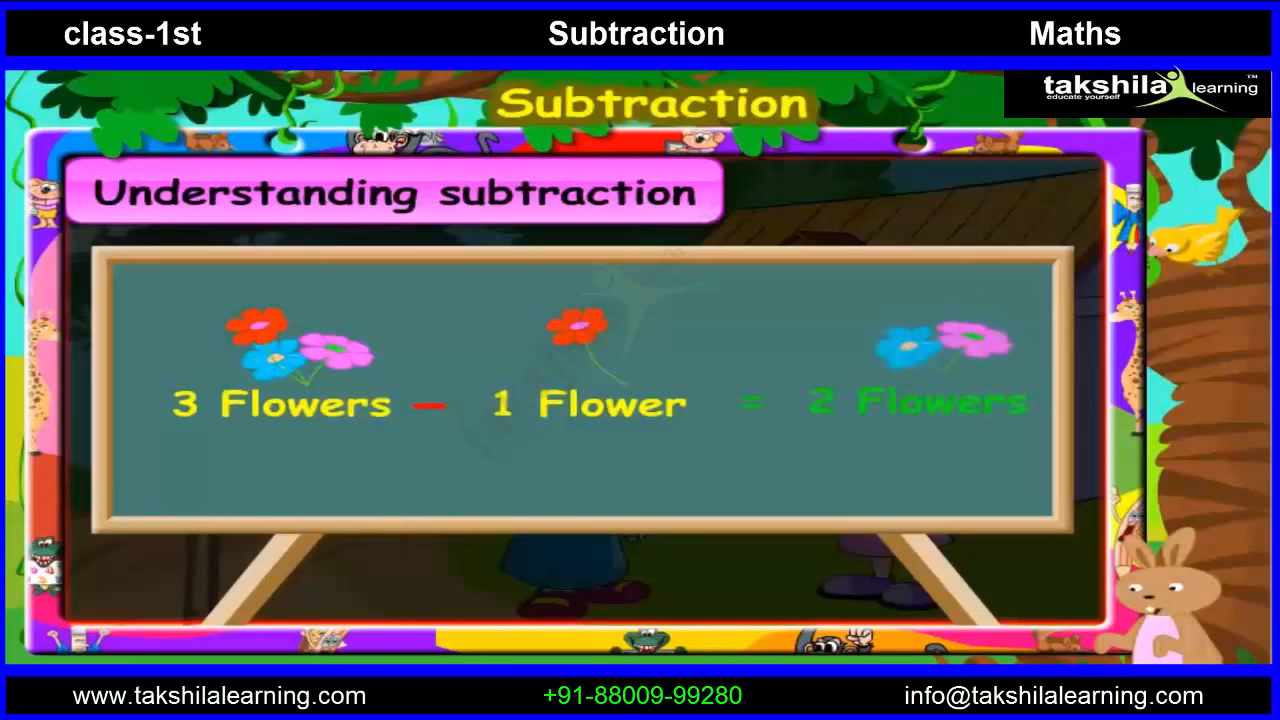 class-1st Subtraction Maths
Subtraction
takshila learning ™
educate yourself
Understanding subtraction
3 Flowers − 1 Flower = 2 Flowers
www.takshilalearning.com +91-88009-99280 info@takshilalearning.com